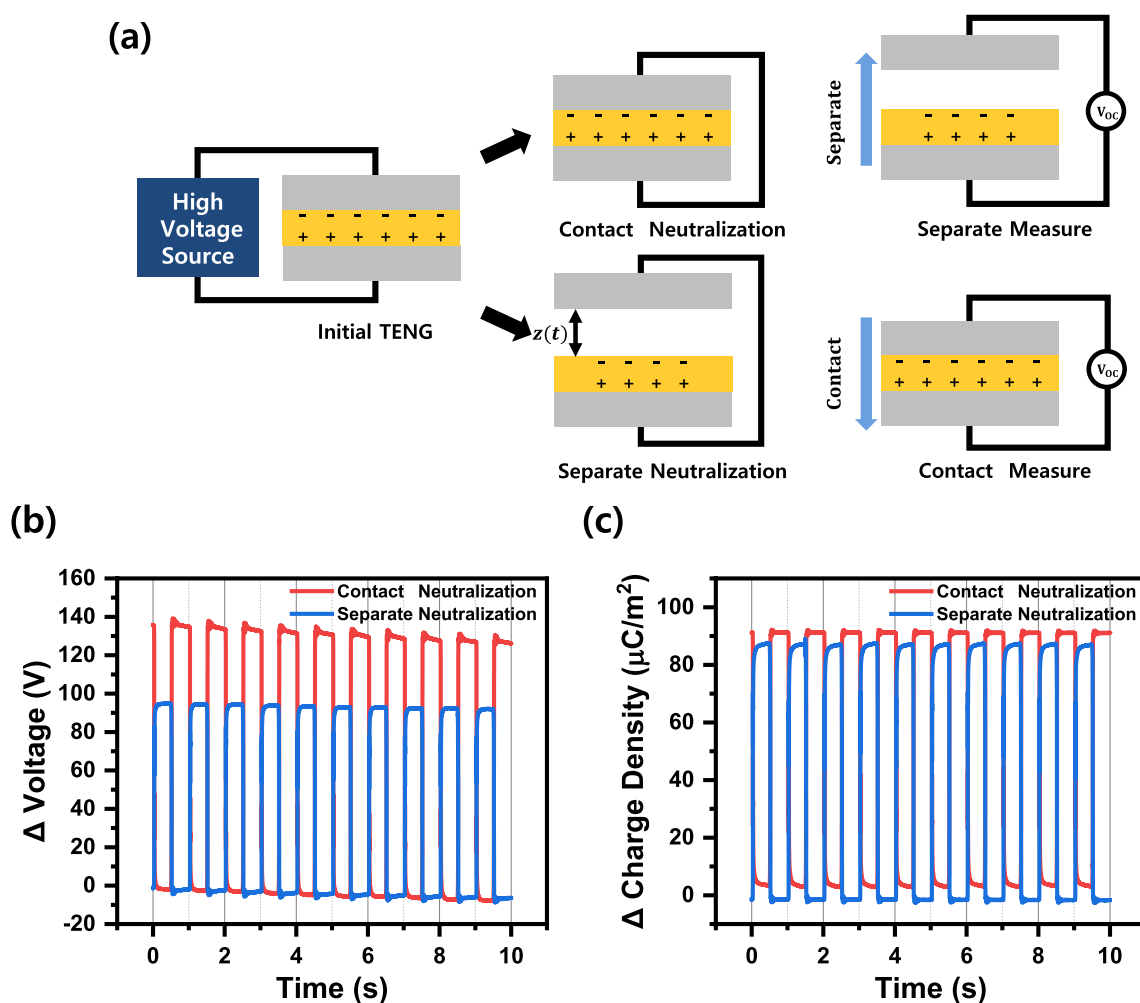 (a)
High
Voltage
Source
- - - - - -
+ + + + + +
Initial TENG
- - - - - -
+ + + + + +
Contact Neutralization
z(t)
- - - -
+ + + +
Separate Neutralization
Separate
- - - -
+ + + +
V_OC
Separate Measure
Contact
- - - - - -
+ + + + + +
V_OC
Contact Measure
(b)
Δ Voltage (V)
160
140
120
100
80
60
40
20
0
-20
Contact Neutralization
Separate Neutralization
0 2 4 6 8 10
Time (s)
(c)
Δ Charge Density (μC/m²)
100
80
60
40
20
0
Contact Neutralization
Separate Neutralization
0 2 4 6 8 10
Time (s)